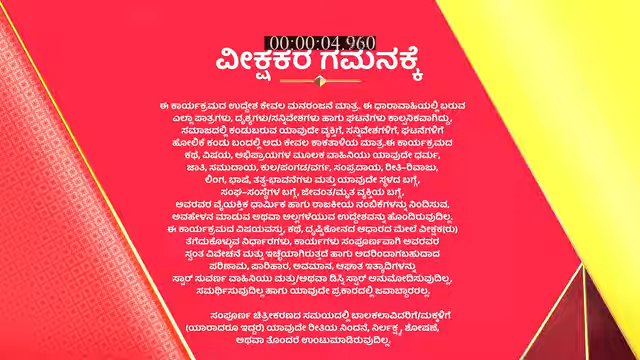 00:00:04.960
ವೀಕ್ಷಕರ ಗಮನಕ್ಕೆ
ಈ ಕಾರ್ಯಕ್ರಮದ ಉದ್ದೇಶ ಕೇವಲ ಮನರಂಜನೆ ಮಾತ್ರ. ಈ ಧಾರಾವಾಹಿಯಲ್ಲಿ ಬರುವ
ಎಲ್ಲಾ ಪಾತ್ರಗಳು, ದೃಶ್ಯಗಳು/ಸನ್ನಿವೇಶಗಳು ಹಾಗು ಘಟನೆಗಳು ಕಾಲ್ಪನಿಕವಾಗಿದ್ದು,
ಸಮಾಜದಲ್ಲಿ ಕಂಡುಬರುವ ಯಾವುದೇ ವ್ಯಕ್ತಿಗೆ, ಸನ್ನಿವೇಶಗಳಿಗೆ, ಘಟನೆಗಳಿಗೆ
ಹೋಲಿಕೆ ಕಂಡು ಬಂದಲ್ಲಿ ಅದು ಕೇವಲ ಕಾಕತಾಳಿಯ ಮಾತ್ರ.ಈ ಕಾರ್ಯಕ್ರಮದ
ಕಥೆ, ವಿಷಯ, ಅಭಿಪ್ರಾಯಗಳ ಮೂಲಕ ವಾಹಿನಿಯು ಯಾವುದೇ ಧರ್ಮ,
ಜಾತಿ, ಸಮುದಾಯ, ಕುಲ/ಪಂಗಡ/ವರ್ಗ, ಸಂಪ್ರದಾಯ, ರೀತಿ-ರಿವಾಜು,
ಲಿಂಗ, ಭಾಷೆ, ತತ್ವ-ಭಾವನೆಗಳು ಮತ್ತು ಯಾವುದೇ ಸ್ಥಳದ ಬಗ್ಗೆ,
ಸಂಘ-ಸಂಸ್ಥೆಗಳ ಬಗ್ಗೆ, ಜೀವಂತ/ಮೃತ ವ್ಯಕ್ತಿಯ ಬಗ್ಗೆ,
ಅವರವರ ವೈಯಕ್ತಿಕ ಧಾರ್ಮಿಕ ಹಾಗು ರಾಜಕೀಯ ನಂಬಿಕೆಗಳನ್ನು ನಿಂದಿಸುವ,
ಅವಹೇಳನ ಮಾಡುವ ಅಥವಾ ಅಲ್ಲಗಳೆಯುವ ಉದ್ದೇಶವನ್ನು ಹೊಂದಿರುವುದಿಲ್ಲ.
ಈ ಕಾರ್ಯಕ್ರಮದ ವಿಷಯವಸ್ತು, ಕಥೆ, ದೃಷ್ಟಿಕೋನದ ಆಧಾರದ ಮೇಲೆ ವೀಕ್ಷಕ(ರು)
ತೆಗೆದುಕೊಳ್ಳುವ ನಿರ್ಧಾರಗಳು, ಕಾರ್ಯಗಳು ಸಂಪೂರ್ಣವಾಗಿ ಅವರವರ
ಸ್ವಂತ ವಿವೇಚನೆ ಮತ್ತು ಇಚ್ಛೆಯಾಗಿರುತ್ತದೆ ಹಾಗು ಅದರಿಂದಾಗಬಹುದಾದ
ಪರಿಣಾಮ, ಪಾರಿಹಾರ, ಅವಮಾನ, ಆಘಾತ ಇತ್ಯಾದಿಗಳನ್ನು
ಸ್ಟಾರ್ ಸುವರ್ಣ ವಾಹಿನಿಯು ಮತ್ತು/ಅಥವಾ ಡಿಸ್ನಿ ಸ್ಟಾರ್ ಅನುಮೋದಿಸುವುದಿಲ್ಲ,
ಸಮರ್ಥಿಸುವುದಿಲ್ಲ ಹಾಗು ಯಾವುದೇ ಪ್ರಕಾರದಲ್ಲಿ ಜವಾಬ್ದಾರರಲ್ಲ.
ಸಂಪೂರ್ಣ ಚಿತ್ರೀಕರಣದ ಸಮಯದಲ್ಲಿ ಬಾಲಕಲಾವಿದರಿಗೆ/ಮಕ್ಕಳಿಗೆ
(ಯಾರಾದರೂ ಇದ್ದರೆ) ಯಾವುದೇ ರೀತಿಯ ನಿಂದನೆ, ನಿರ್ಲಕ್ಷ್ಯ, ಶೋಷಣೆ,
ಅಥವಾ ತೊಂದರೆ ಉಂಟುಮಾಡಿರುವುದಿಲ್ಲ.